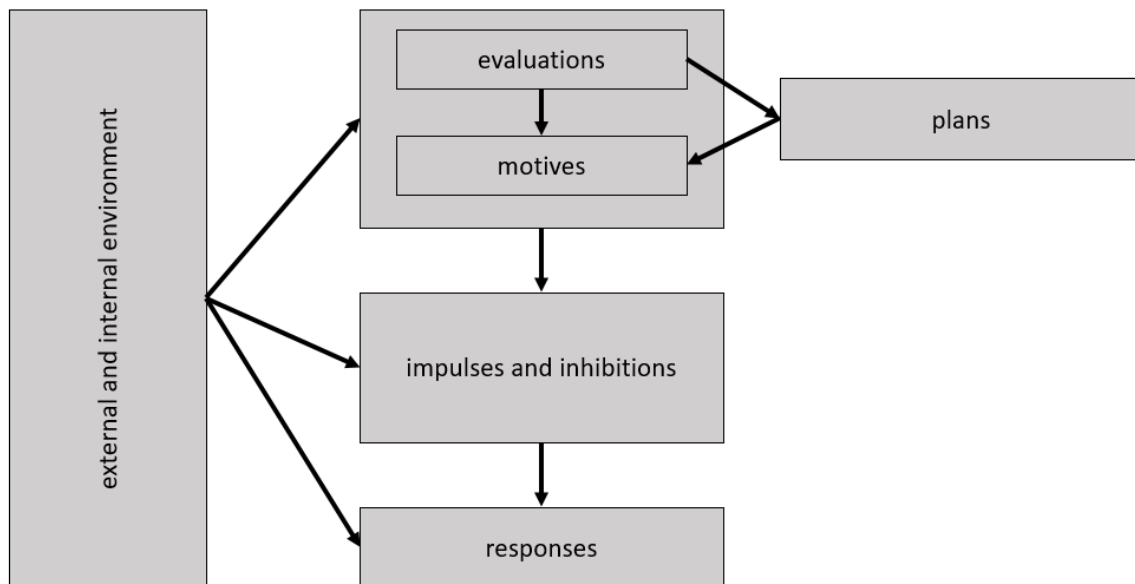 external and internal environment
evaluations
motives
plans
impulses and inhibitions
responses